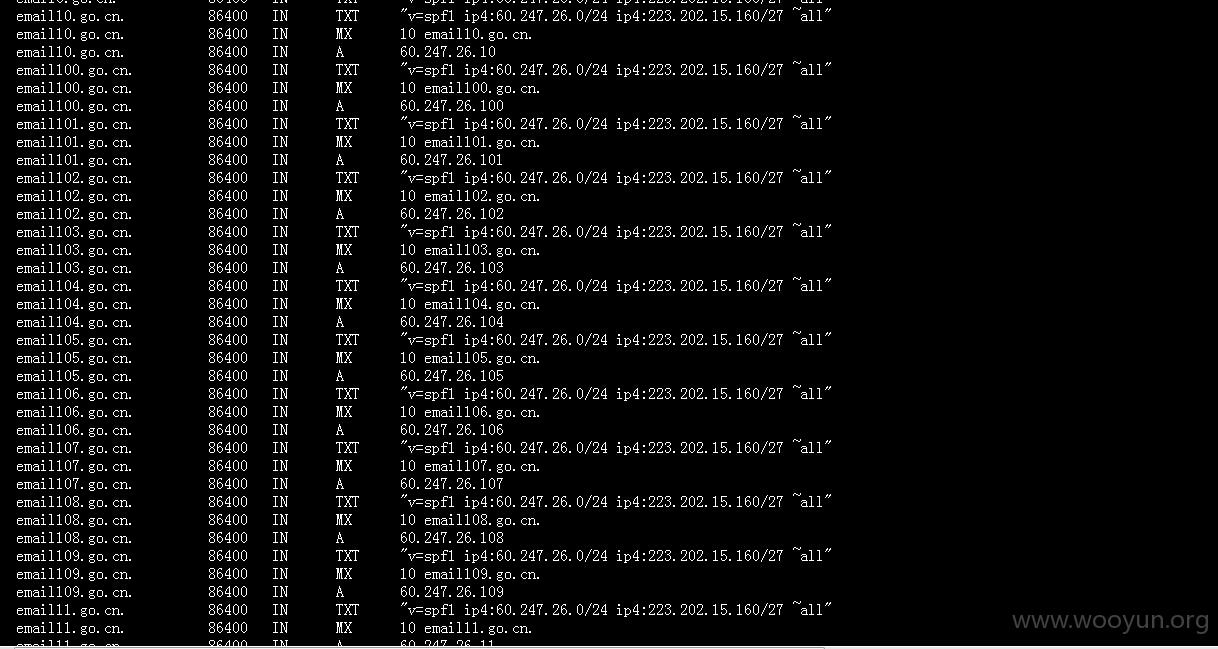 email10.go.cn. 86400 IN TXT "v=spf1 ip4:60.247.26.0/24 ip4:223.202.15.160/27 ~all"
email10.go.cn. 86400 IN MX 10 email10.go.cn.
email10.go.cn. 86400 IN A 60.247.26.10
email100.go.cn. 86400 IN TXT "v=spf1 ip4:60.247.26.0/24 ip4:223.202.15.160/27 ~all"
email100.go.cn. 86400 IN MX 10 email100.go.cn.
email100.go.cn. 86400 IN A 60.247.26.100
email101.go.cn. 86400 IN TXT "v=spf1 ip4:60.247.26.0/24 ip4:223.202.15.160/27 ~all"
email101.go.cn. 86400 IN MX 10 email101.go.cn.
email101.go.cn. 86400 IN A 60.247.26.101
email102.go.cn. 86400 IN TXT "v=spf1 ip4:60.247.26.0/24 ip4:223.202.15.160/27 ~all"
email102.go.cn. 86400 IN MX 10 email102.go.cn.
email102.go.cn. 86400 IN A 60.247.26.102
email103.go.cn. 86400 IN TXT "v=spf1 ip4:60.247.26.0/24 ip4:223.202.15.160/27 ~all"
email103.go.cn. 86400 IN MX 10 email103.go.cn.
email103.go.cn. 86400 IN A 60.247.26.103
email104.go.cn. 86400 IN TXT "v=spf1 ip4:60.247.26.0/24 ip4:223.202.15.160/27 ~all"
email104.go.cn. 86400 IN MX 10 email104.go.cn.
email104.go.cn. 86400 IN A 60.247.26.104
email105.go.cn. 86400 IN TXT "v=spf1 ip4:60.247.26.0/24 ip4:223.202.15.160/27 ~all"
email105.go.cn. 86400 IN MX 10 email105.go.cn.
email105.go.cn. 86400 IN A 60.247.26.105
email106.go.cn. 86400 IN TXT "v=spf1 ip4:60.247.26.0/24 ip4:223.202.15.160/27 ~all"
email106.go.cn. 86400 IN MX 10 email106.go.cn.
email106.go.cn. 86400 IN A 60.247.26.106
email107.go.cn. 86400 IN TXT "v=spf1 ip4:60.247.26.0/24 ip4:223.202.15.160/27 ~all"
email107.go.cn. 86400 IN MX 10 email107.go.cn.
email107.go.cn. 86400 IN A 60.247.26.107
email108.go.cn. 86400 IN TXT "v=spf1 ip4:60.247.26.0/24 ip4:223.202.15.160/27 ~all"
email108.go.cn. 86400 IN MX 10 email108.go.cn.
email108.go.cn. 86400 IN A 60.247.26.108
email109.go.cn. 86400 IN TXT "v=spf1 ip4:60.247.26.0/24 ip4:223.202.15.160/27 ~all"
email109.go.cn. 86400 IN MX 10 email109.go.cn.
email109.go.cn. 86400 IN A 60.247.26.109
email11.go.cn. 86400 IN TXT "v=spf1 ip4:60.247.26.0/24 ip4:223.202.15.160/27 ~all"
email11.go.cn. 86400 IN MX 10 email11.go.cn.
www.wooyun.org